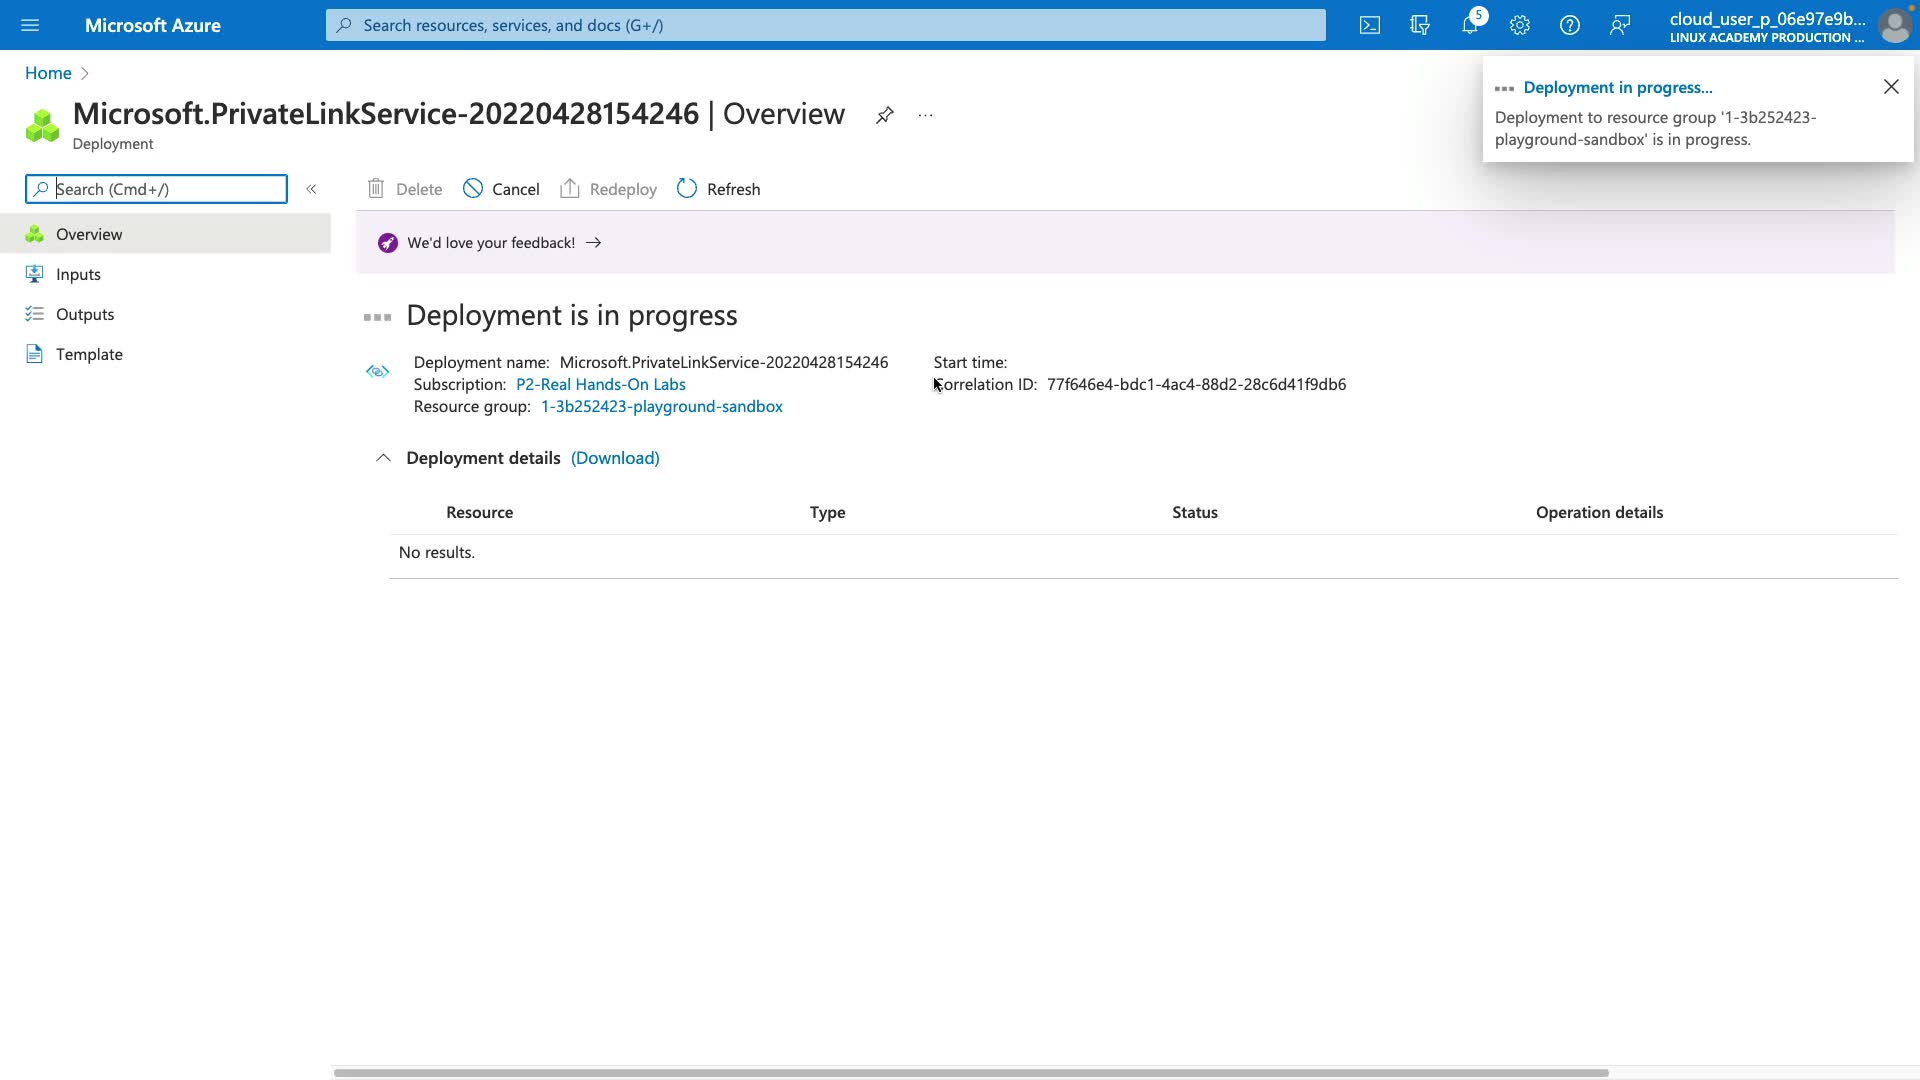 Microsoft Azure
Search resources, services, and docs (G+/)
5
cloud_user_p_06e97e9b...
LINUX ACADEMY PRODUCTION ...
Home
Microsoft.PrivateLinkService-20220428154246 | Overview
...
Deployment
Deployment in progress...
Deployment to resource group '1-3b252423-
playground-sandbox' is in progress.
Search (Cmd+/)
«
Delete
Cancel
Redeploy
Refresh
Overview
Inputs
Outputs
Template
We'd love your feedback! →
Deployment is in progress
Deployment name: Microsoft.PrivateLinkService-20220428154246
Subscription: P2-Real Hands-On Labs
Resource group: 1-3b252423-playground-sandbox
Start time:
Correlation ID: 77f646e4-bdc1-4ac4-88d2-28c6d41f9db6
Deployment details (Download)
Resource Type Status Operation details
No results.